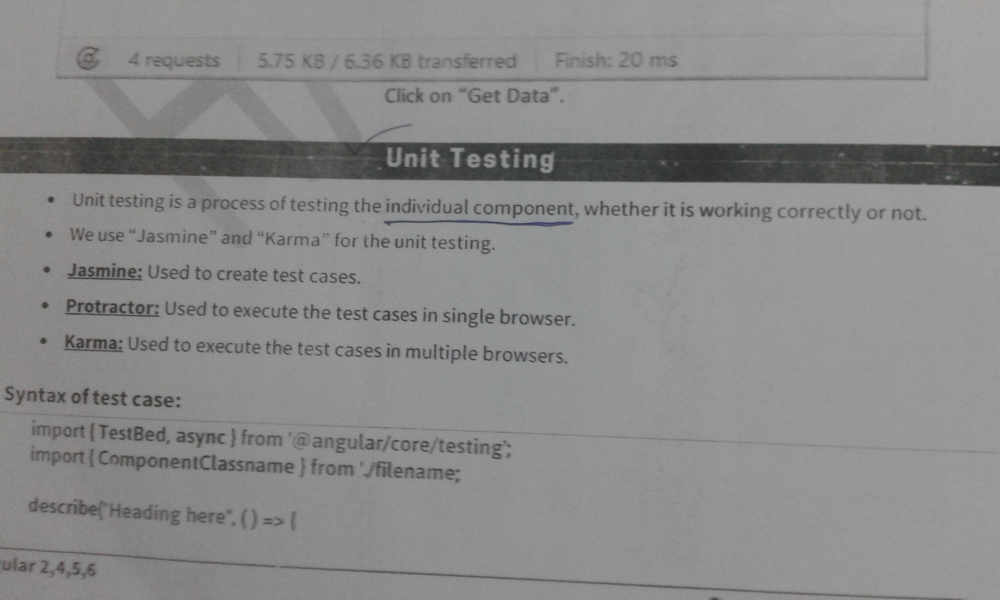 4 requests | 5.75 KB / 6.36 KB transferred | Finish: 20 ms
Click on “Get Data”.
Unit Testing
• Unit testing is a process of testing the individual component, whether it is working correctly or not.
• We use “Jasmine” and “Karma” for the unit testing.
• Jasmine: Used to create test cases.
• Protractor: Used to execute the test cases in single browser.
• Karma: Used to execute the test cases in multiple browsers.
Syntax of test case:
import { TestBed, async } from '@angular/core/testing';
import { ComponentClassname } from './filename;
describe("Heading here", () => {
ular 2,4,5,6